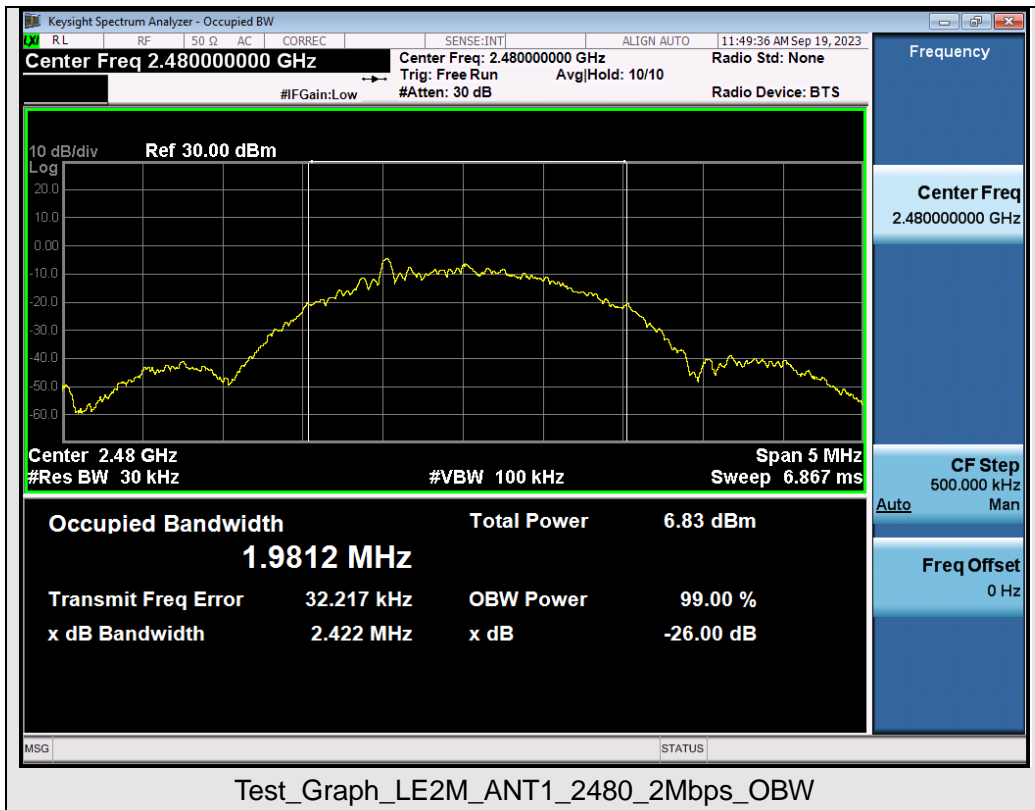 Keysight Spectrum Analyzer - Occupied BW
LXI RL RF 50 Ω AC CORREC SENSE:INT ALIGN AUTO 11:49:36 AM Sep 19, 2023
Center Freq 2.480000000 GHz
Center Freq: 2.480000000 GHz
Radio Std: None
Trig: Free Run Avg|Hold: 10/10
#IFGain:Low
#Atten: 30 dB
Radio Device: BTS
Frequency
10 dB/div Ref 30.00 dBm
Log
20.0
10.0
0.00
-10.0
-20.0
-30.0
-40.0
-50.0
-60.0
Center 2.48 GHz
Span 5 MHz
#Res BW 30 kHz
#VBW 100 kHz
Sweep 6.867 ms
Center Freq
2.480000000 GHz
CF Step
500.000 kHz
Auto Man
Freq Offset
0 Hz
Occupied Bandwidth
1.9812 MHz
Total Power 6.83 dBm
Transmit Freq Error 32.217 kHz
OBW Power 99.00 %
x dB Bandwidth 2.422 MHz
x dB -26.00 dB
MSG
STATUS
Test_Graph_LE2M_ANT1_2480_2Mbps_OBW